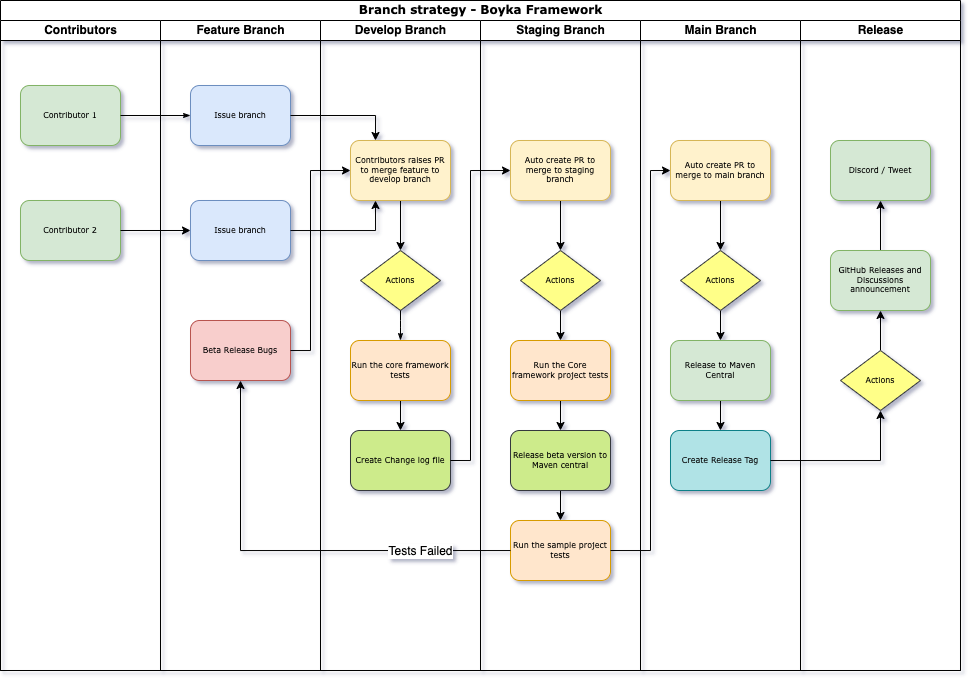 Branch strategy - Boyka Framework
Contributors
Feature Branch
Develop Branch
Staging Branch
Main Branch
Release
Contributor 1
Issue branch
Contributor 2
Issue branch
Beta Release Bugs
Contributors raises PR
to merge feature to
develop branch
Actions
Run the core framework
tests
Create Change log file
Auto create PR to
merge to staging
branch
Actions
Run the Core
framework project tests
Release beta version to
Maven central
Run the sample project
tests
Tests Failed
Auto create PR to
merge to main branch
Actions
Release to Maven
Central
Create Release Tag
Discord / Tweet
GitHub Releases and
Discussions
announcement
Actions